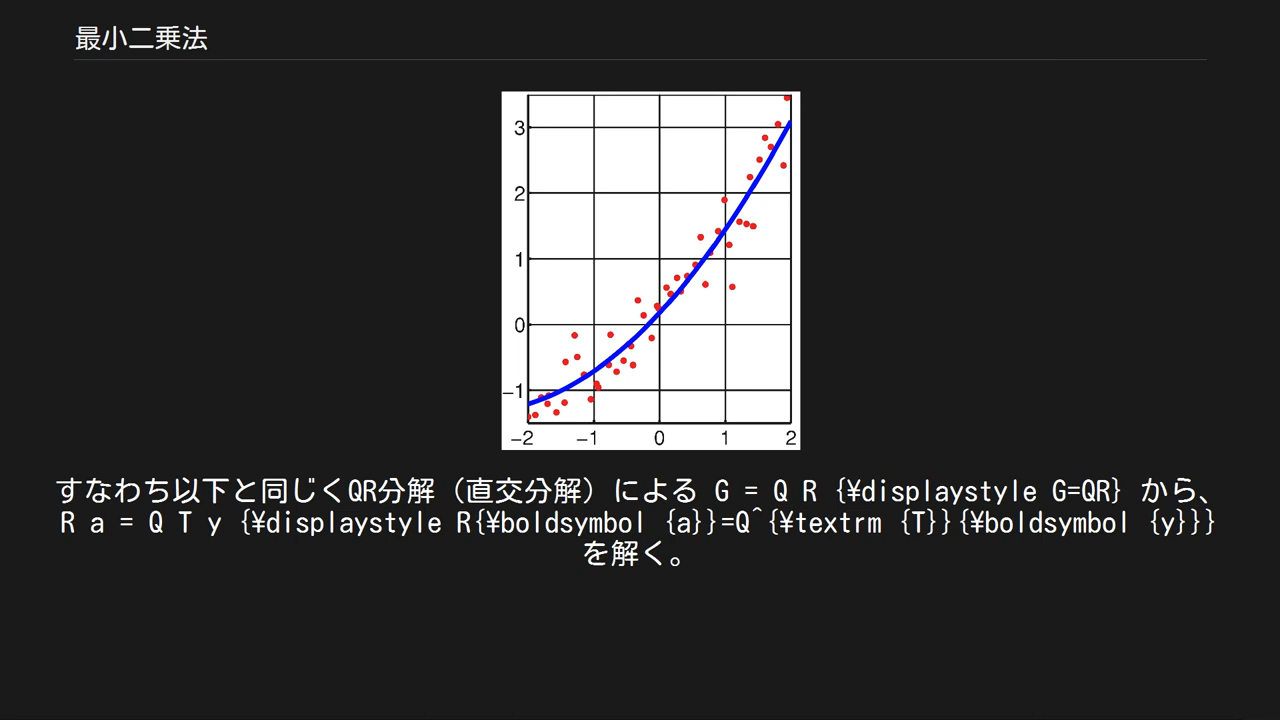 最小二乗法
3
2
1
0
−1
−2 −1 0 1 2
すなわち以下と同じくQR分解（直交分解）による G = Q R {¥displaystyle G=QR} から、
R a = Q T y {¥displaystyle R{¥boldsymbol {a}}=Q^{¥textrm {T}}{¥boldsymbol {y}}}
を解く。